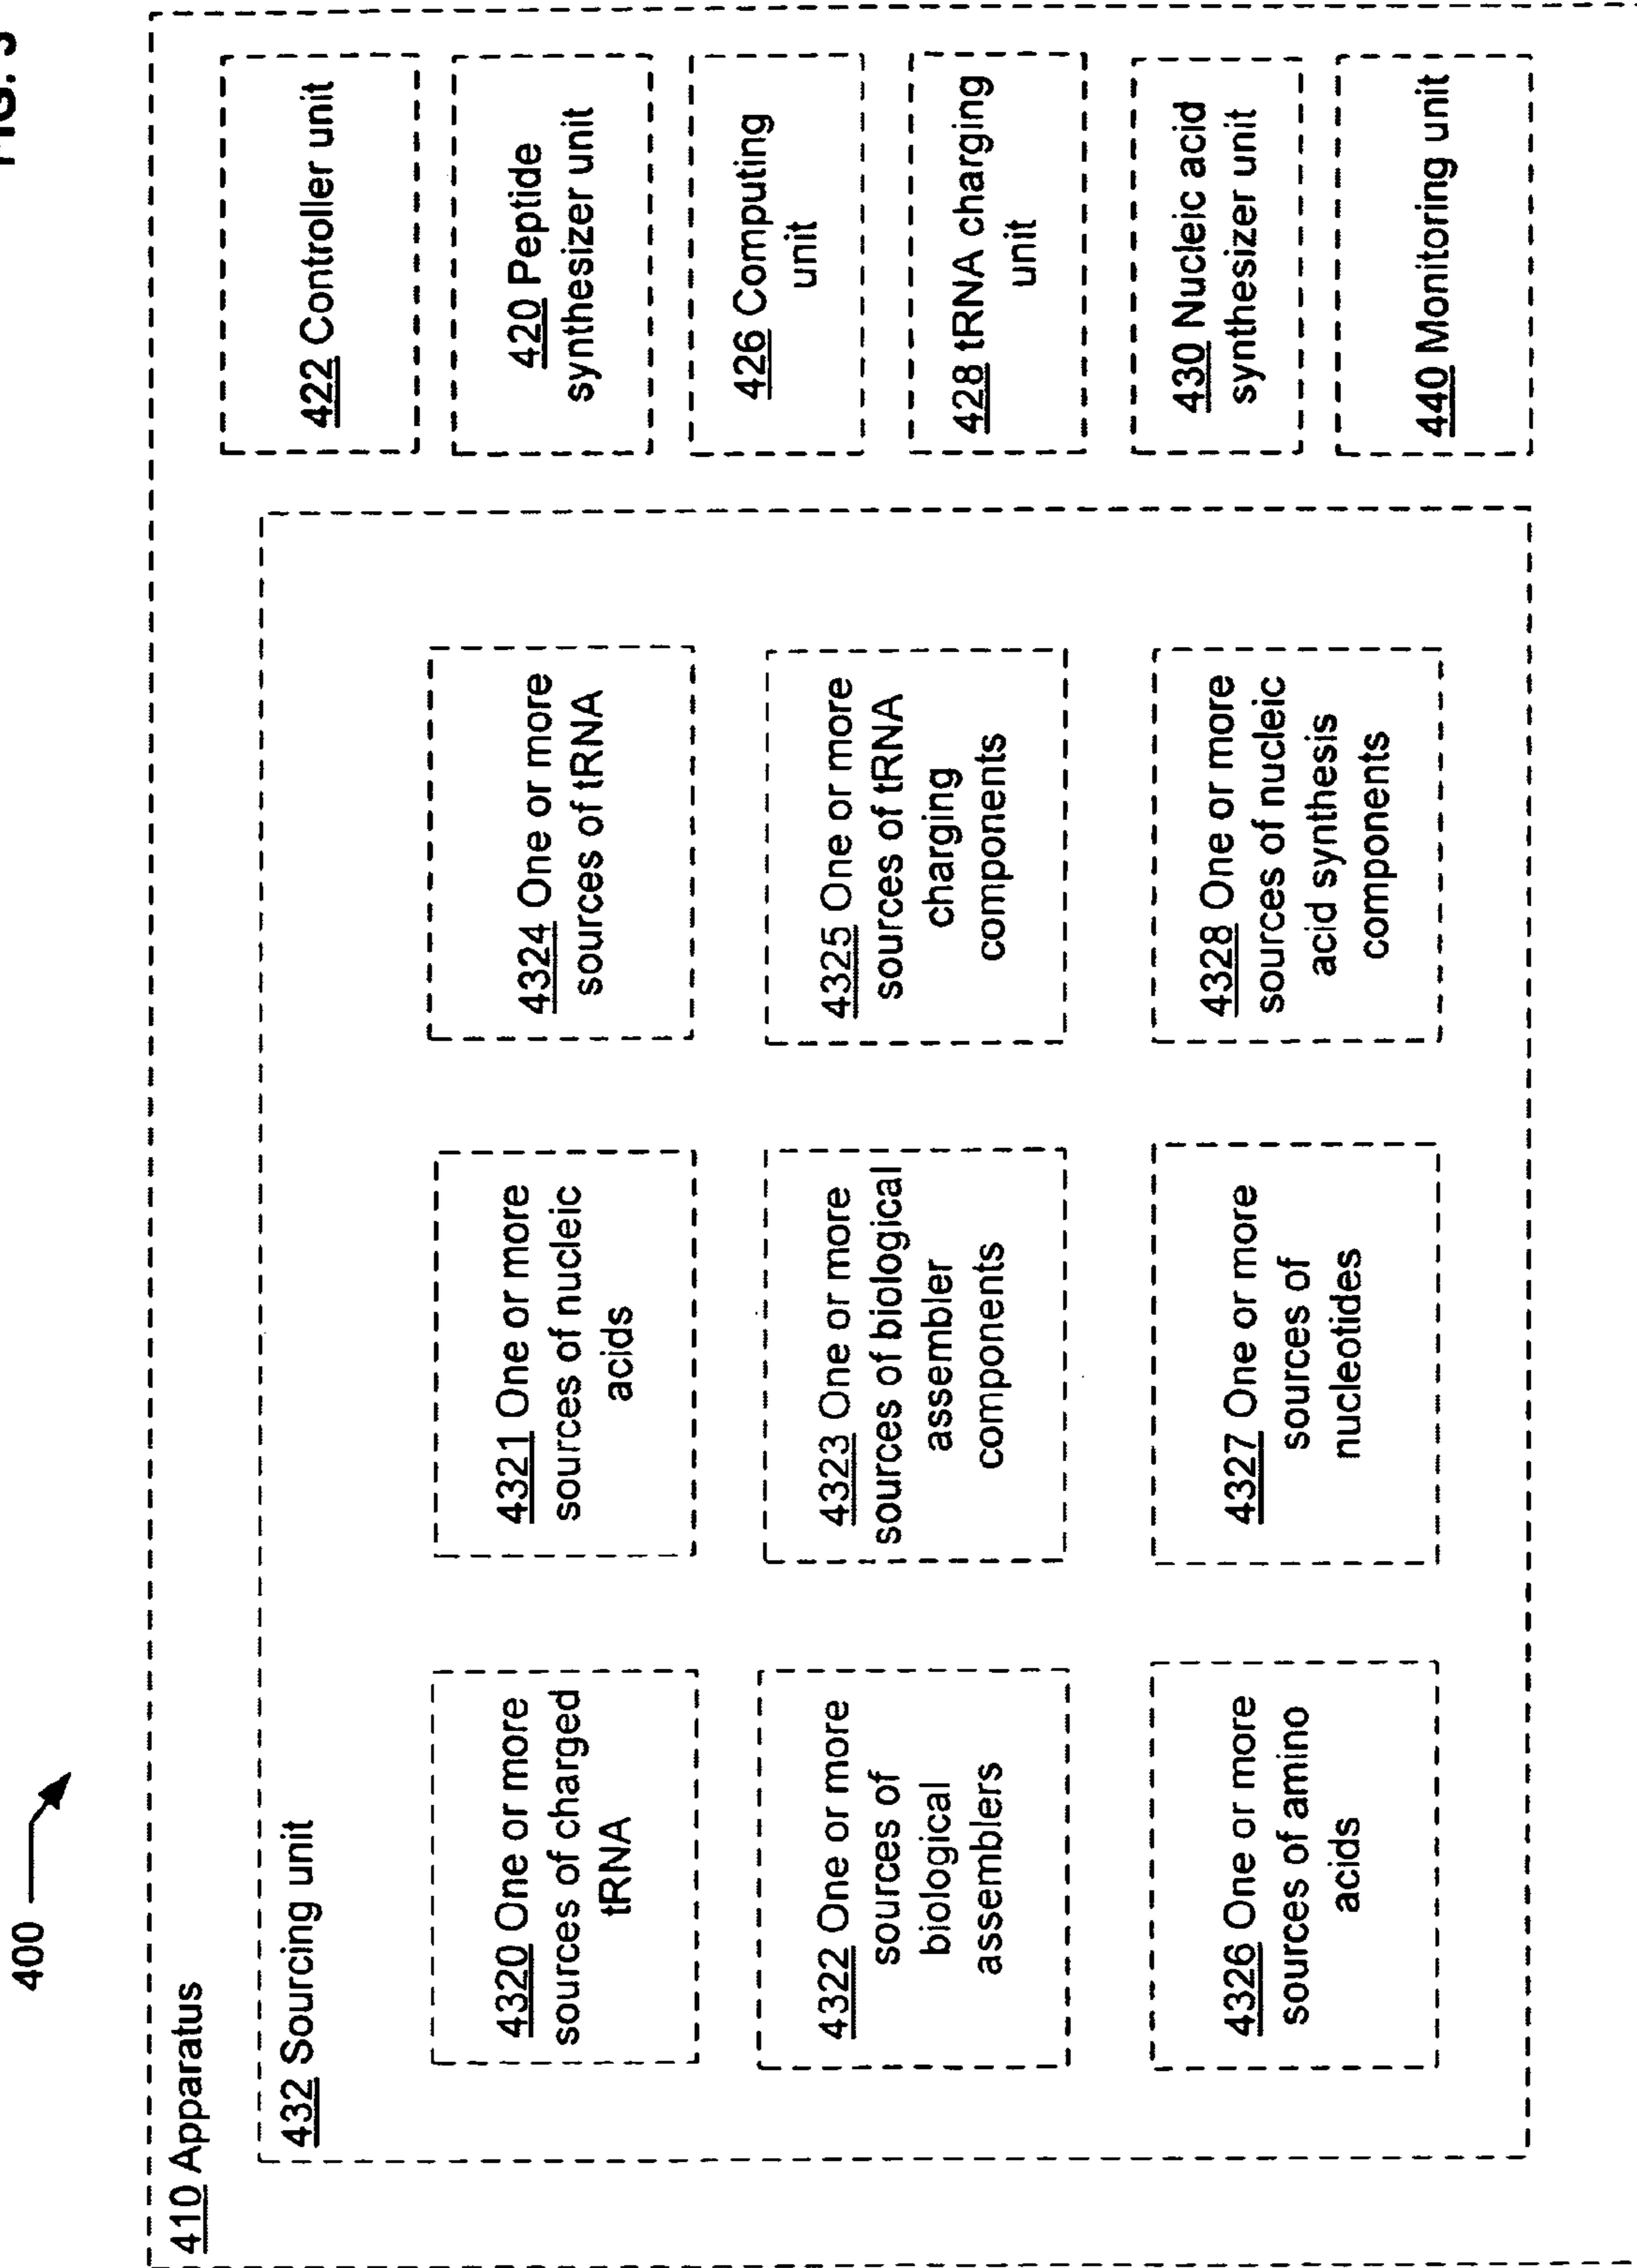 400
410 Apparatus
432 Sourcing unit
4320 One or more
sources of charged
tRNA
4321 One or more
sources of nucleic
acids
4324 One or more
sources of tRNA
4322 One or more
sources of
biological
assemblers
4323 One or more
sources of biological
assembler
components
4325 One or more
sources of tRNA
charging
components
4326 One or more
sources of amino
acids
4327 One or more
sources of
nucleotides
4328 One or more
sources of nucleic
acid synthesis
components
422 Controller unit
420 Peptide
synthesizer unit
426 Computing
unit
428 tRNA charging
unit
430 Nucleic acid
synthesizer unit
440 Monitoring unit